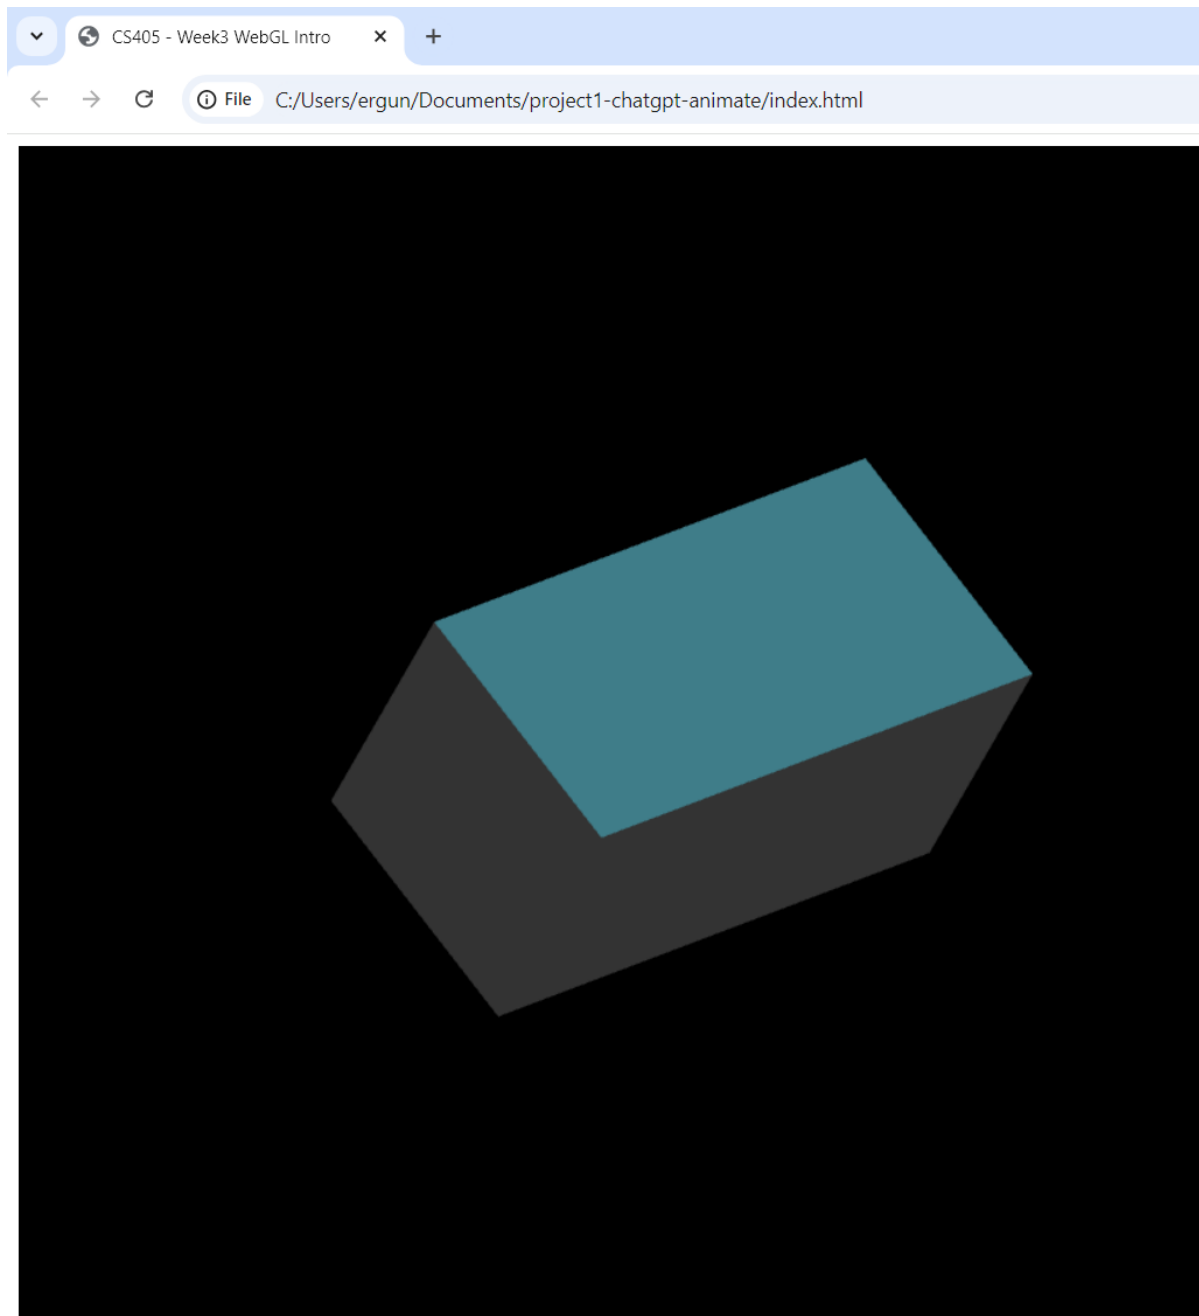 CS405 - Week3 WebGL Intro
File C:/Users/ergun/Documents/project1-chatgpt-animate/index.html